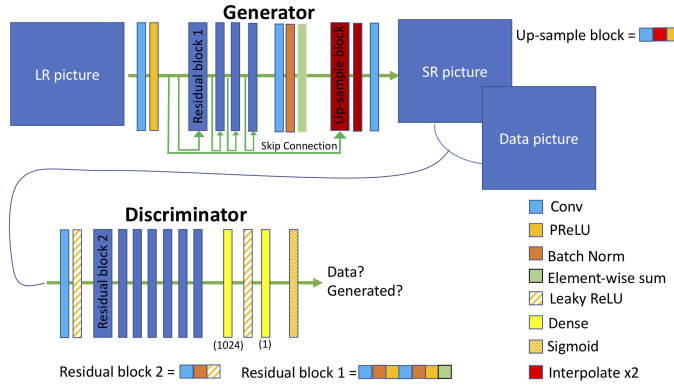 Generator
Up-sample block =
LR picture
Residual block 1
Up-sample block
SR picture
Data picture
Skip Connection
Discriminator
Residual block 2
Data?
Generated?
(1024)
(1)
Conv
PReLU
Batch Norm
Element-wise sum
Leaky ReLU
Dense
Sigmoid
Interpolate x2
Residual block 2 =
Residual block 1 =